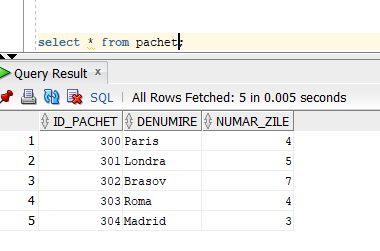 select * from pachet;
Query Result x
SQL | All Rows Fetched: 5 in 0.005 seconds
ID_PACHET DENUMIRE NUMAR_ZILE
1 300 Paris 4
2 301 Londra 5
3 302 Brasov 7
4 303 Roma 4
5 304 Madrid 3